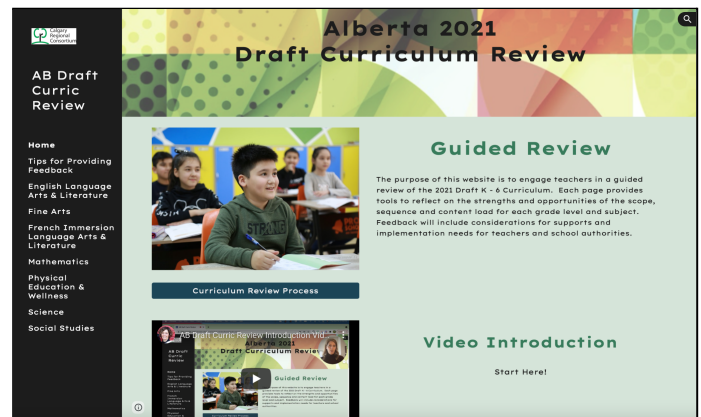 Calgary
Regional
Consortium
AB Draft
Curric
Review
Home
Tips for Providing
Feedback
English Language
Arts & Literature
Fine Arts
French Immersion
Language Arts &
Literature
Mathematics
Physical
Education &
Wellness
Science
Social Studies
Alberta 2021
Draft Curriculum Review
STRONG
Guided Review
The purpose of this website is to engage teachers in a guided
review of the 2021 Draft K - 6 Curriculum. Each page provides
tools to reflect on the strengths and opportunities of the scope,
sequence and content load for each grade level and subject.
Feedback will include considerations for supports and
implementation needs for teachers and school authorities.
Curriculum Review Process
AB Draft Curric Review Introduction Vid...
AB Draft
Curric
Review
Alberta 2021
Draft Curriculum Review
Guided Review
Video Introduction
Start Here!